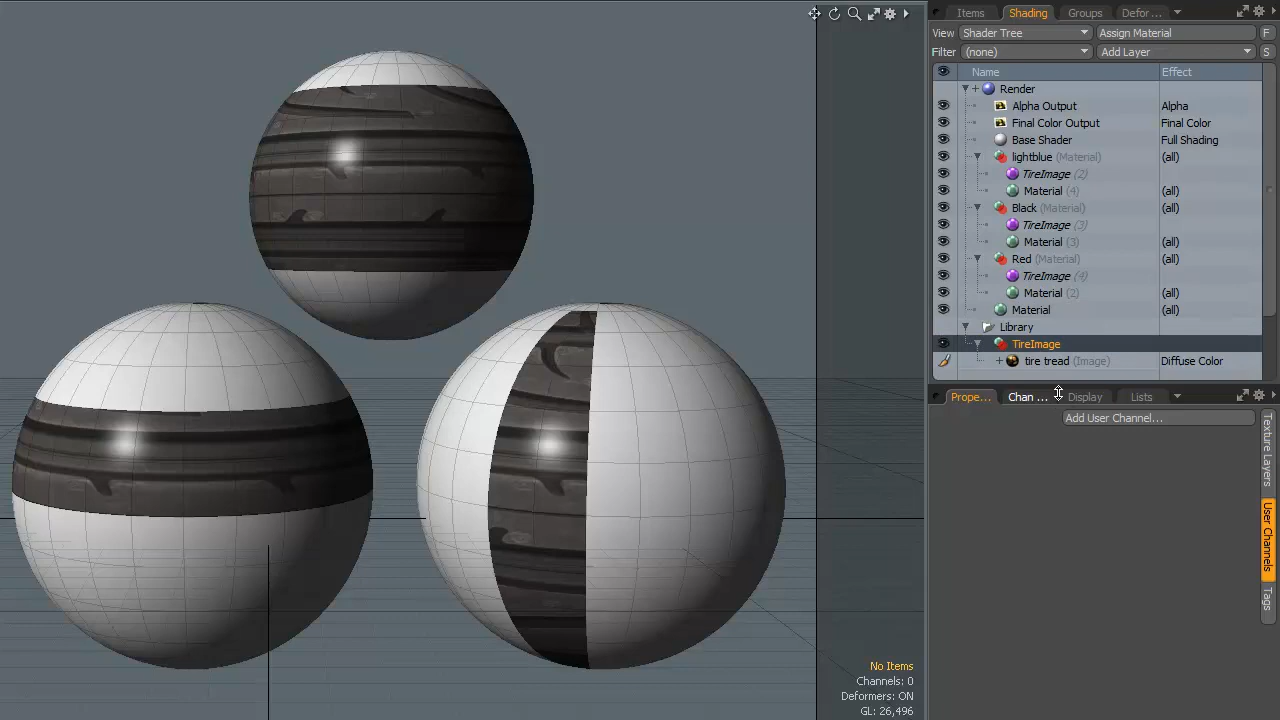 Items Shading Groups Defor ...
View Shader Tree Assign Material F
Filter (none) Add Layer S
Name Effect
Render
Alpha Output Alpha
Final Color Output Final Color
Base Shader Full Shading
lightblue (Material) (all)
TireImage (2)
Material (4) (all)
Black (Material) (all)
TireImage (3)
Material (3) (all)
Red (Material) (all)
TireImage (4)
Material (2) (all)
Material (all)
Library
TireImage
tire tread (Image) Diffuse Color
Prope... Chan ... Display Lists
Add User Channel...
Texture Layers
User Channels
Tags
No Items
Channels: 0
Deformers: ON
GL: 26,496